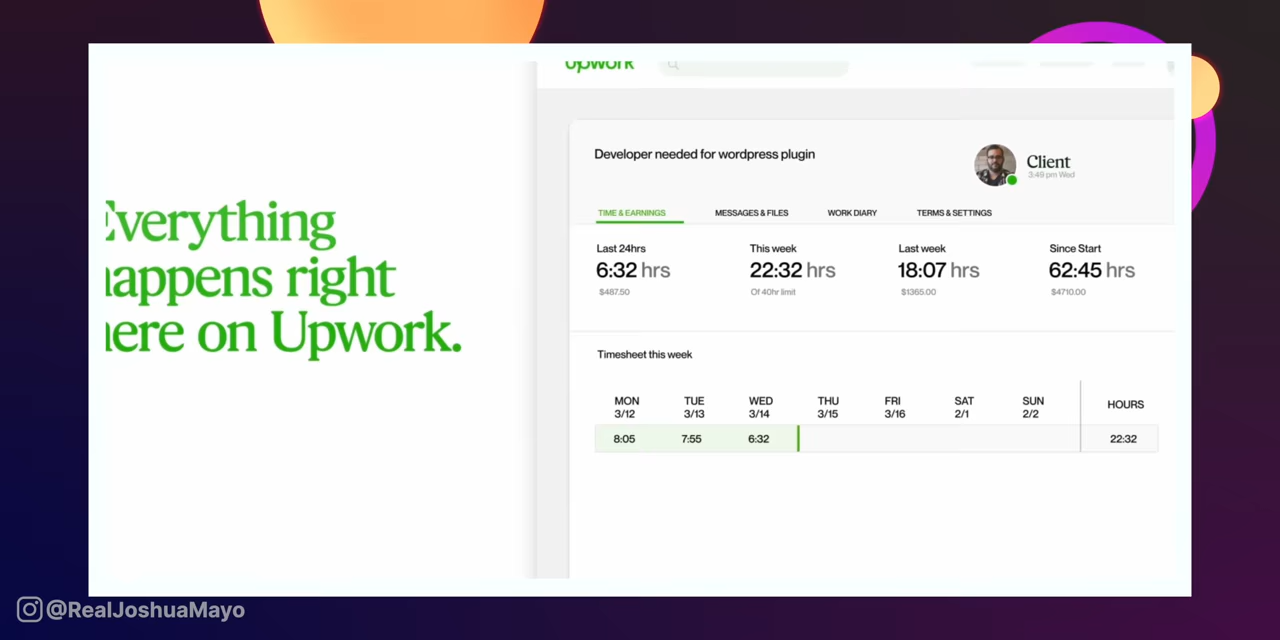 Everything
happens right
here on Upwork.
upwork
Developer needed for wordpress plugin
Client
3:49 pm Wed
TIME & EARNINGS
MESSAGES & FILES
WORK DIARY
TERMS & SETTINGS
Last 24hrs
This week
Last week
Since Start
6:32 hrs
22:32 hrs
18:07 hrs
62:45 hrs
$487.50
Of 40hr limit
$1365.00
$4710.00
Timesheet this week
MON TUE WED THU FRI SAT SUN
3/12 3/13 3/14 3/15 3/16 2/1 2/2
HOURS
8:05 7:55 6:32 22:32
@RealJoshuaMayo